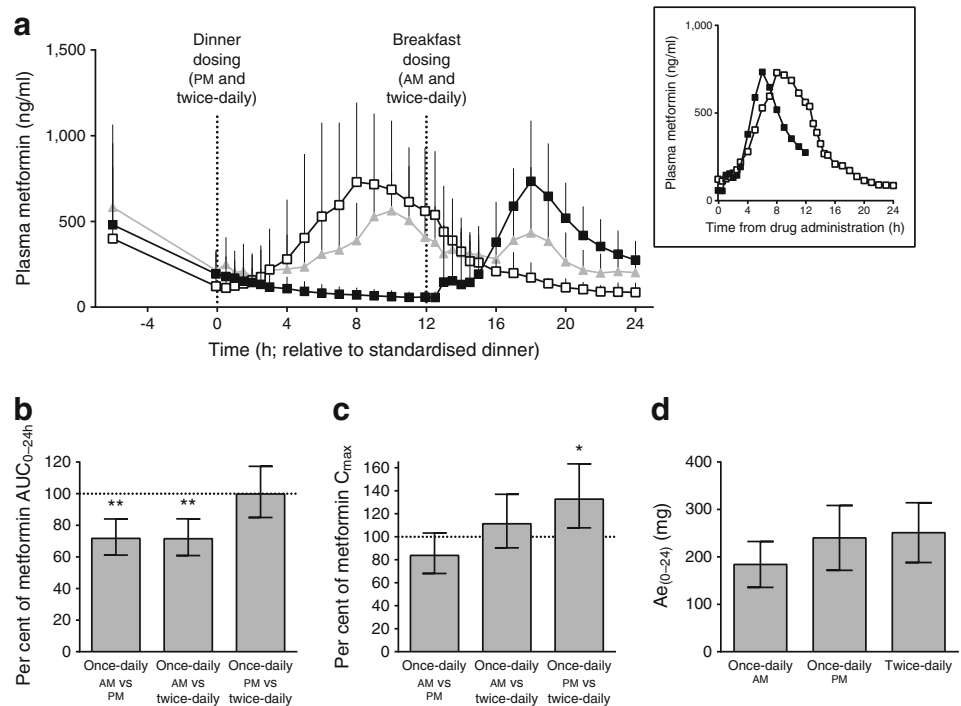 a
Dinner
dosing
(PM and
twice-daily)
Breakfast
dosing
(AM and
twice-daily)
Plasma metformin (ng/ml)
1,500
1,000
500
0
-4
0
4
8
12
16
20
24
Time (h; relative to standardised dinner)
Plasma metformin (ng/ml)
1,000
500
0
0
4
8
12
16
20
24
Time from drug administration (h)
b
Per cent of metformin AUC0–24h
120
100
80
60
40
20
0
**
**
Once-daily
AM vs
PM
Once-daily
AM vs
twice-daily
Once-daily
PM vs
twice-daily
c
Per cent of metformin Cmax
160
140
120
100
80
60
40
20
0
*
Once-daily
AM vs
PM
Once-daily
AM vs
twice-daily
Once-daily
PM vs
twice-daily
d
Ae(0–24) (mg)
400
300
200
100
0
Once-daily
AM
Once-daily
PM
Twice-daily